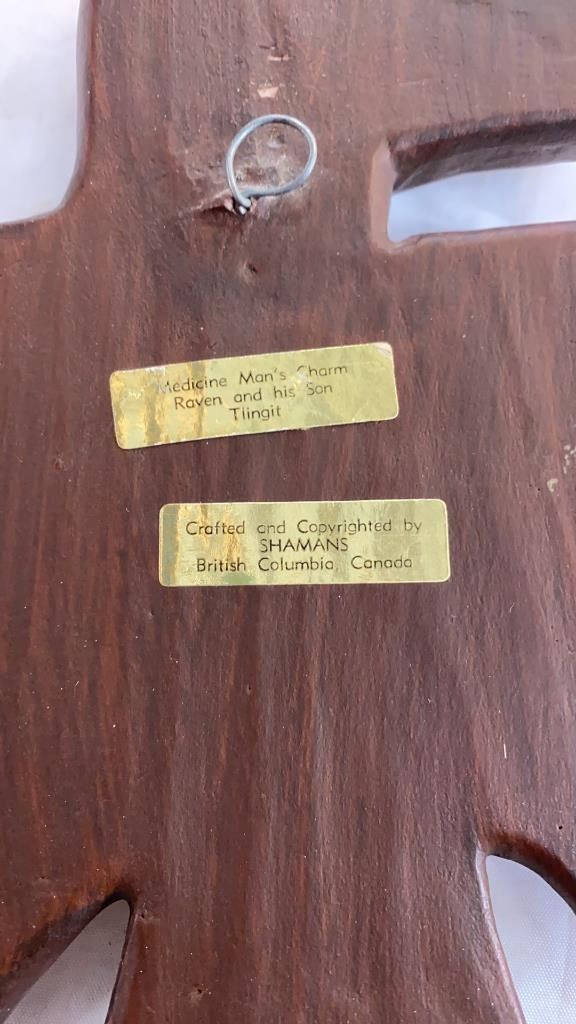 Medicine Man's Charm
Raven and his Son
Tlingit
Crafted and Copyrighted by
SHAMANS
British Columbia, Canada